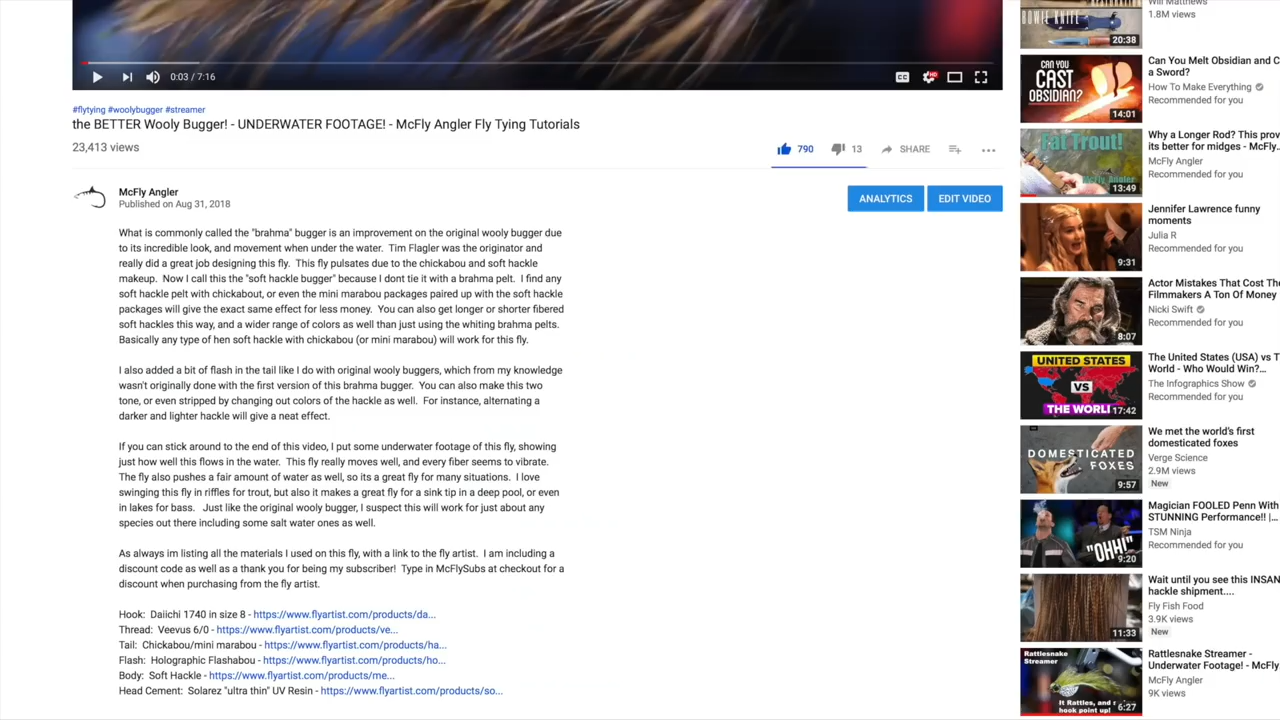 0:03 / 7:16
CC
HD
#flytying #woolybugger #streamer
the BETTER Wooly Bugger! - UNDERWATER FOOTAGE! - McFly Angler Fly Tying Tutorials
23,413 views
790
13
SHARE
McFly Angler
Published on Aug 31, 2018
ANALYTICS
EDIT VIDEO
What is commonly called the "brahma" bugger is an improvement on the original wooly bugger due
to its incredible look, and movement when under the water. Tim Flagler was the originator and
really did a great job designing this fly. This fly pulsates due to the chickabou and soft hackle
makeup. Now I call this the "soft hackle bugger" because I dont tie it with a brahma pelt. I find any
soft hackle pelt with chickabout, or even the mini marabou packages paired up with the soft hackle
packages will give the exact same effect for less money. You can also get longer or shorter fibered
soft hackles this way, and a wider range of colors as well than just using the whiting brahma pelts.
Basically any type of hen soft hackle with chickabou (or mini marabou) will work for this fly.
I also added a bit of flash in the tail like I do with original wooly buggers, which from my knowledge
wasn't originally done with the first version of this brahma bugger. You can also make this two
tone, or even stripped by changing out colors of the hackle as well. For instance, alternating a
darker and lighter hackle will give a neat effect.
If you can stick around to the end of this video, I put some underwater footage of this fly, showing
just how well this flows in the water. This fly really moves well, and every fiber seems to vibrate.
The fly also pushes a fair amount of water as well, so its a great fly for many situations. I love
swinging this fly in riffles for trout, but also it makes a great fly for a sink tip in a deep pool, or even
in lakes for bass. Just like the original wooly bugger, I suspect this will work for just about any
species out there including some salt water ones as well.
As always im listing all the materials I used on this fly, with a link to the fly artist. I am including a
discount code as well as a thank you for being my subscriber! Type in McFlySubs at checkout for a
discount when purchasing from the fly artist.
Hook: Daiichi 1740 in size 8 - https://www.flyartist.com/products/da...
Thread: Veevus 6/0 - https://www.flyartist.com/products/ve...
Tail: Chickabou/mini marabou - https://www.flyartist.com/products/ha...
Flash: Holographic Flashabou - https://www.flyartist.com/products/ho...
Body: Soft Hackle - https://www.flyartist.com/products/me...
Head Cement: Solarez "ultra thin" UV Resin - https://www.flyartist.com/products/so...
BOWIE KNIFE
20:38
Will Matthews
1.8M views
CAN YOU
CAST
OBSIDIAN?
14:01
Can You Melt Obsidian and C
a Sword?
How To Make Everything
Recommended for you
Fat Trout!
McFly Angler
13:49
Why a Longer Rod? This prov
its better for midges - McFly...
McFly Angler
Recommended for you
9:31
Jennifer Lawrence funny
moments
Julia R
Recommended for you
8:07
Actor Mistakes That Cost The
Filmmakers A Ton Of Money
Nicki Swift
Recommended for you
UNITED STATES
VS
THE WORL
17:42
The United States (USA) vs T
World - Who Would Win?...
The Infographics Show
Recommended for you
DOMESTICATED
FOXES
9:57
We met the world's first
domesticated foxes
Verge Science
2.9M views
New
"OHH!"
9:20
Magician FOOLED Penn With
STUNNING Performance!! |...
TSM Ninja
Recommended for you
11:33
Wait until you see this INSAN
hackle shipment....
Fly Fish Food
3.9K views
New
Rattlesnake
Streamer
It Rattles, and
hook point up!
6:27
Rattlesnake Streamer -
Underwater Footage! - McFly
McFly Angler
9K views